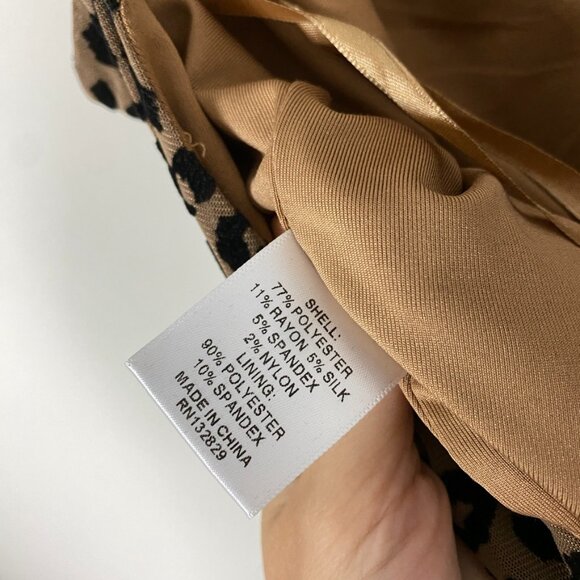 SHELL:
77% POLYESTER
11% RAYON 5% SILK
5% SPANDEX
2% NYLON
LINING:
90% POLYESTER
10% SPANDEX
MADE IN CHINA
RN132829